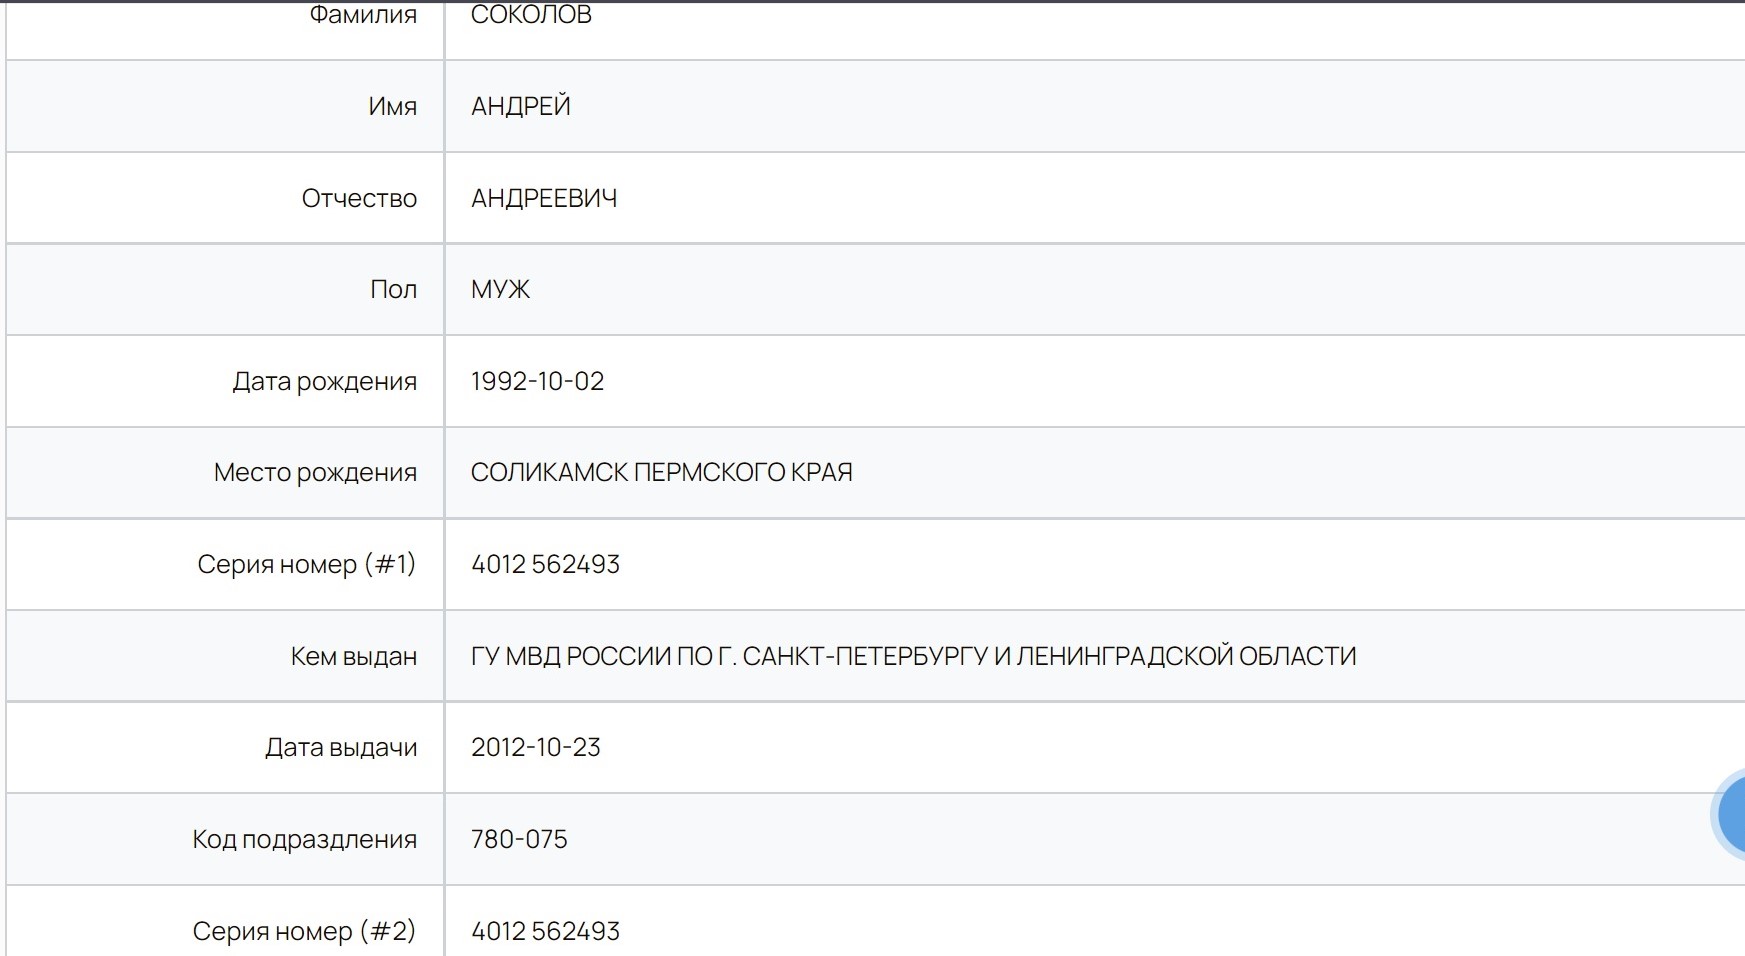 Фамилия СОКОЛОВ
Имя АНДРЕЙ
Отчество АНДРЕЕВИЧ
Пол МУЖ
Дата рождения 1992-10-02
Место рождения СОЛИКАМСК ПЕРМСКОГО КРАЯ
Серия номер (#1) 4012 562493
Кем выдан ГУ МВД РОССИИ ПО Г. САНКТ-ПЕТЕРБУРГУ И ЛЕНИНГРАДСКОЙ ОБЛАСТИ
Дата выдачи 2012-10-23
Код подраздления 780-075
Серия номер (#2) 4012 562493